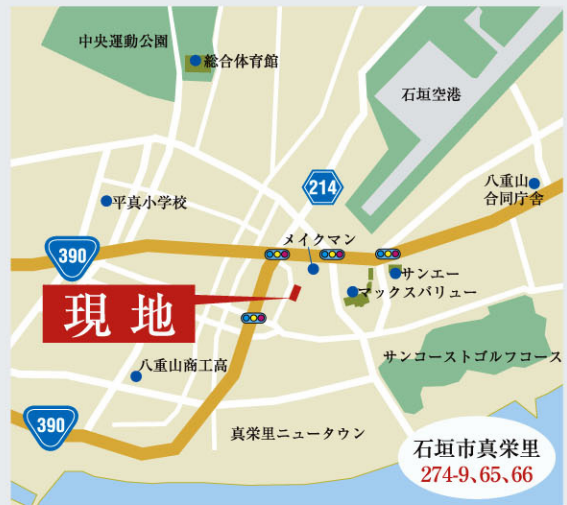 中央運動公園
総合体育館
石垣空港
214
八重山
合同庁舎
平真小学校
メイクマン
390
サンエー
マックスバリュー
現地
サンコーストゴルフコース
八重山商工高
390
真栄里ニュータウン
石垣市真栄里
274-9、65、66